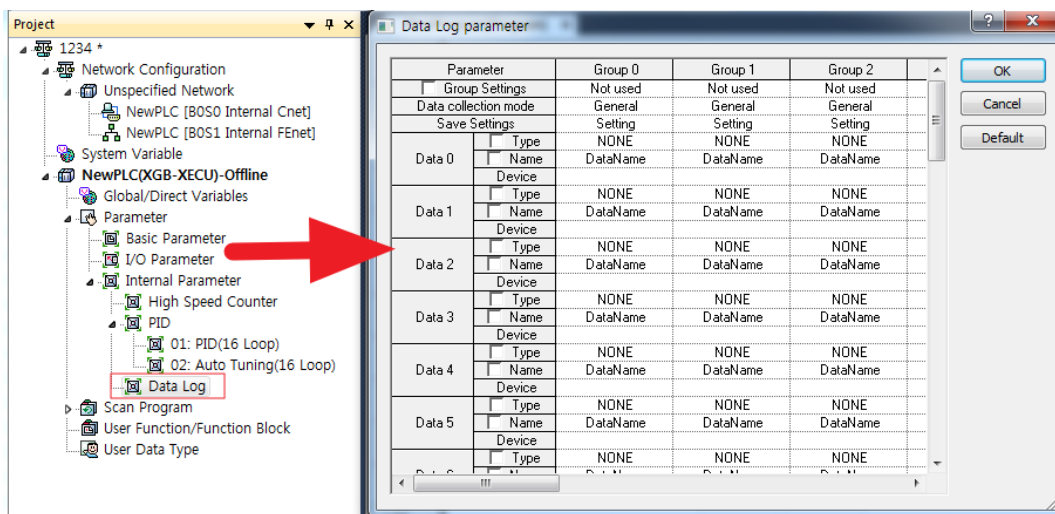 Project
1234 *
Network Configuration
Unspecified Network
NewPLC [B0S0 Internal Cnet]
NewPLC [B0S1 Internal FEnet]
System Variable
NewPLC(XGB-XECU)-Offline
Global/Direct Variables
Parameter
Basic Parameter
I/O Parameter
Internal Parameter
High Speed Counter
PID
01: PID(16 Loop)
02: Auto Tuning(16 Loop)
Data Log
Scan Program
User Function/Function Block
User Data Type
Data Log parameter
Parameter Group 0 Group 1 Group 2
Group Settings Not used Not used Not used
Data collection mode General General General
Save Settings Setting Setting Setting
Data 0 Type NONE NONE NONE
Name DataName DataName DataName
Device
Data 1 Type NONE NONE NONE
Name DataName DataName DataName
Device
Data 2 Type NONE NONE NONE
Name DataName DataName DataName
Device
Data 3 Type NONE NONE NONE
Name DataName DataName DataName
Device
Data 4 Type NONE NONE NONE
Name DataName DataName DataName
Device
Data 5 Type NONE NONE NONE
Name DataName DataName DataName
Device
Type NONE NONE NONE
OK
Cancel
Default